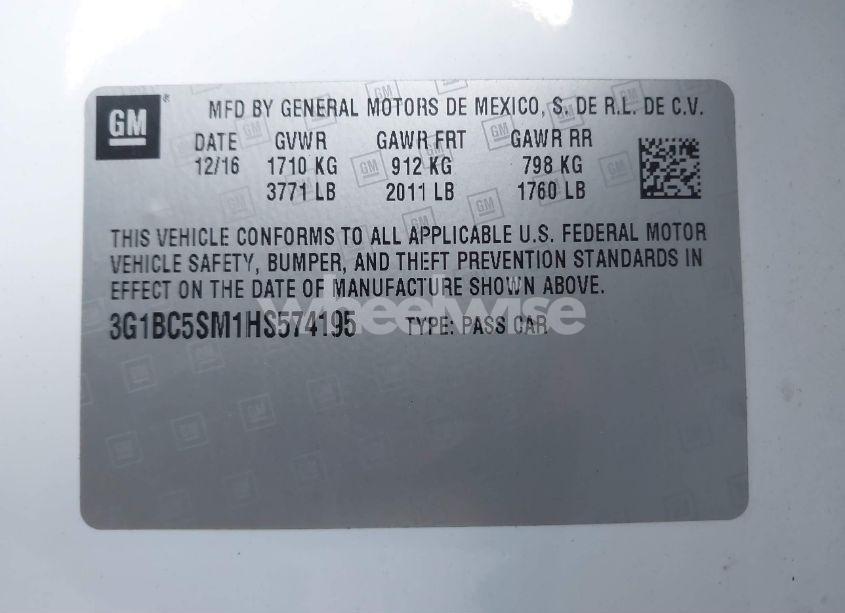 GM ® MFD BY GENERAL MOTORS DE MEXICO, S. DE R.L. DE C.V.
DATE GVWR GAWR FRT GAWR RR
12/16 1710 KG 912 KG 798 KG
3771 LB 2011 LB 1760 LB
THIS VEHICLE CONFORMS TO ALL APPLICABLE U.S. FEDERAL MOTOR
VEHICLE SAFETY, BUMPER, AND THEFT PREVENTION STANDARDS IN
EFFECT ON THE DATE OF MANUFACTURE SHOWN ABOVE.
wheelwise
3G1BC5SM1HS574195 TYPE: PASS CAR